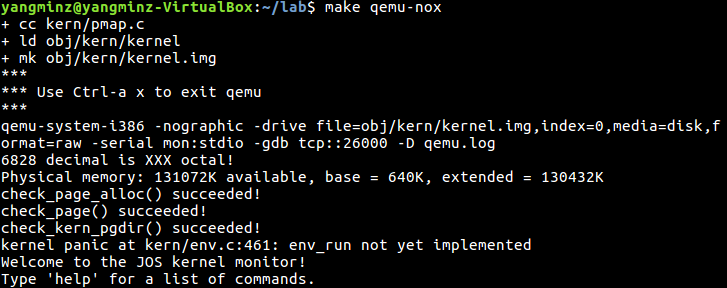 yangminz@yangminz-VirtualBox:~/lab$ make qemu-nox
+ cc kern/pmap.c
+ ld obj/kern/kernel
+ mk obj/kern/kernel.img
***
*** Use Ctrl-a x to exit qemu
***
qemu-system-i386 -nographic -drive file=obj/kern/kernel.img,index=0,media=disk,f
ormat=raw -serial mon:stdio -gdb tcp::26000 -D qemu.log
6828 decimal is XXX octal!
Physical memory: 131072K available, base = 640K, extended = 130432K
check_page_alloc() succeeded!
check_page() succeeded!
check_kern_pgdir() succeeded!
kernel panic at kern/env.c:461: env_run not yet implemented
Welcome to the JOS kernel monitor!
Type 'help' for a list of commands.